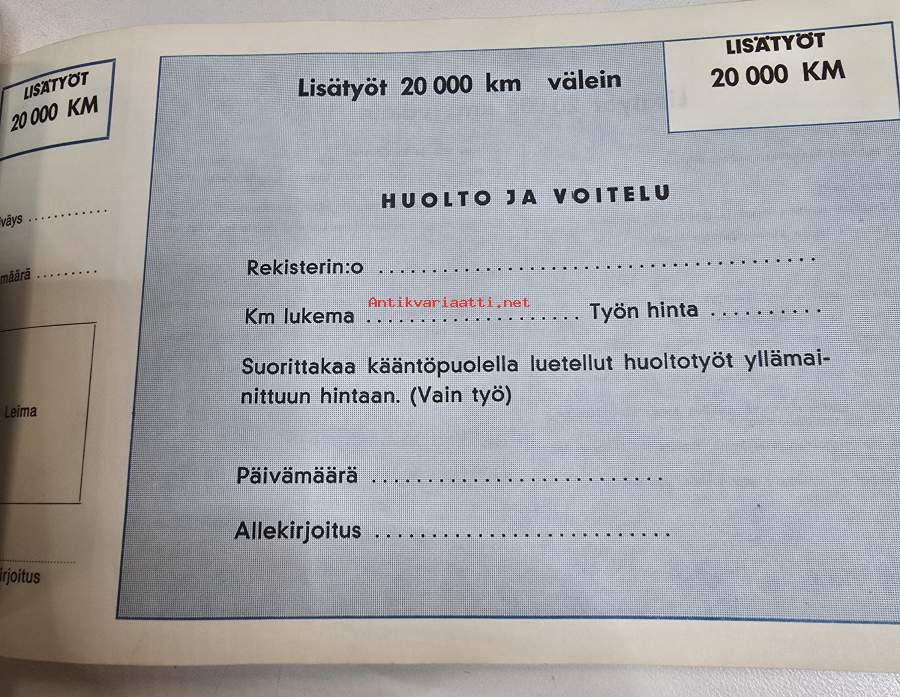 LISÄTYÖT
20 000 KM
väys ..........
määrä .........
Leima
irjoitus
Lisätyöt 20 000 km välein
LISÄTYÖT
20 000 KM
HUOLTO JA VOITELU
Rekisterin:o ........................................
Antikvariaatti.net
Km lukema .................... Työn hinta ..........
Suorittakaa kääntöpuolella luetellut huoltotyöt yllämai-
nittuun hintaan. (Vain työ)
Päivämäärä ..........................
Allekirjoitus ..........................